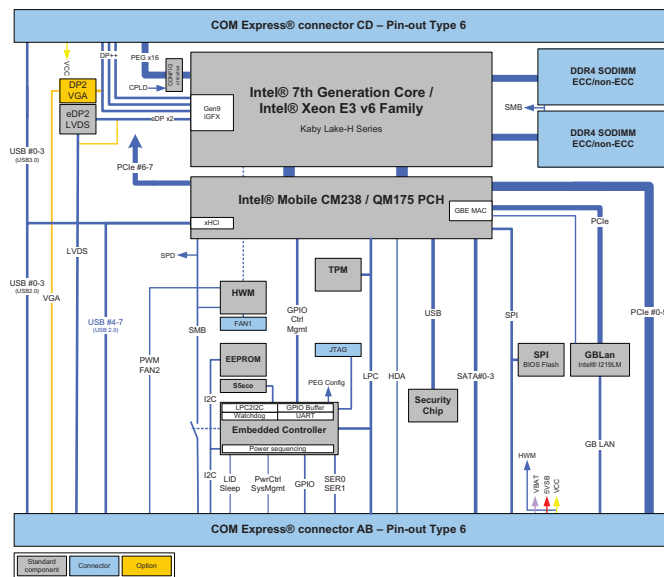 COM Express® connector CD – Pin-out Type 6
DP++
PEG x16
VCC
CONFIG
CPLD
DP2
VGA
eDP2
LVDS
eDP x2
Gen9
iGFX
Intel® 7th Generation Core /
Intel® Xeon E3 v6 Family
Kaby Lake-H Series
DDR4 SODIMM
ECC/non-ECC
SMB
DDR4 SODIMM
ECC/non-ECC
USB #0-3
(USB3.0)
PCIe #6-7
Intel® Mobile CM238 / QM175 PCH
GBE MAC
xHCI
PCIe
LVDS
SPD
TPM
USB #0-3
(USB2.0)
VGA
HWM
FAN1
GPIO
Ctrl
Mgmt
USB
SPI
PCIe #0-5
USB #4-7
(USB 2.0)
SMB
PWM
FAN2
EEPROM
JTAG
LPC
HDA
SATA#0-3
SPI
BIOS Flash
GBLan
Intel® I219LM
S5eco
PEG Config
I2C
LPC2I2C
GPIO Buffer
Watchdog
UART
Embedded Controller
Power sequencing
Security
Chip
GB LAN
I2C
LID
Sleep
PwrCtrl
SysMgmt
GPIO
SER0
SER1
HWM
VBAT
5VSB
VCC
COM Express® connector AB – Pin-out Type 6
Standard
component
Connector
Option